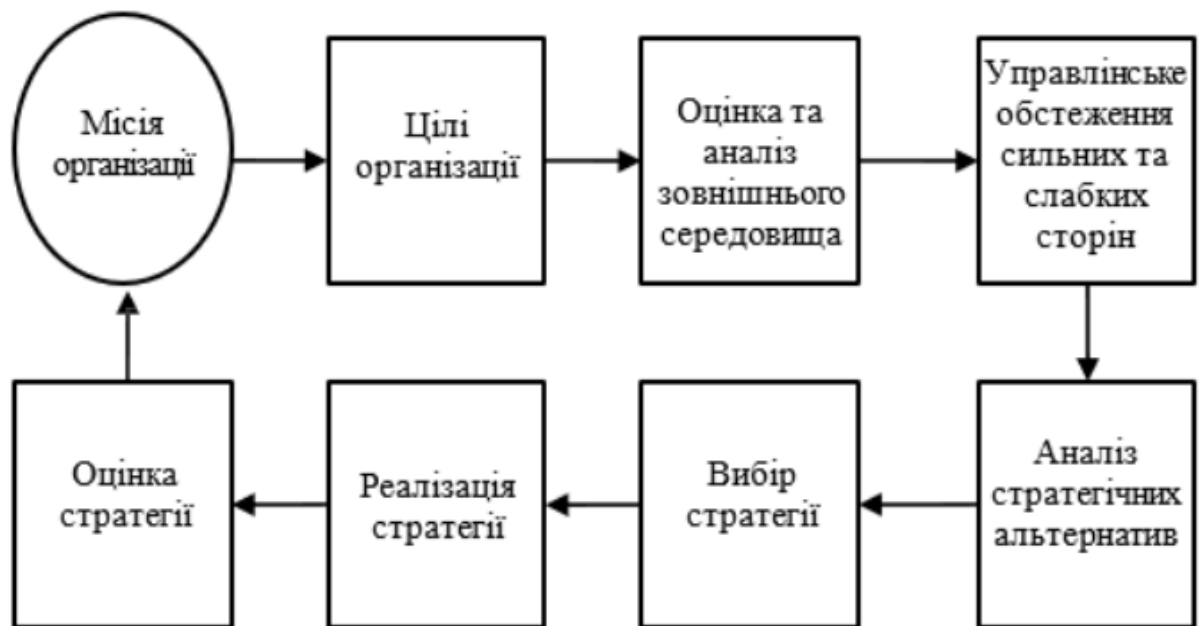 Місія
організації
Цілі
організації
Оцінка та
аналіз
зовнішнього
середовища
Управлінське
обстеження
сильних та
слабких
сторін
Аналіз
стратегічних
альтернатив
Вибір
стратегії
Реалізація
стратегії
Оцінка
стратегії